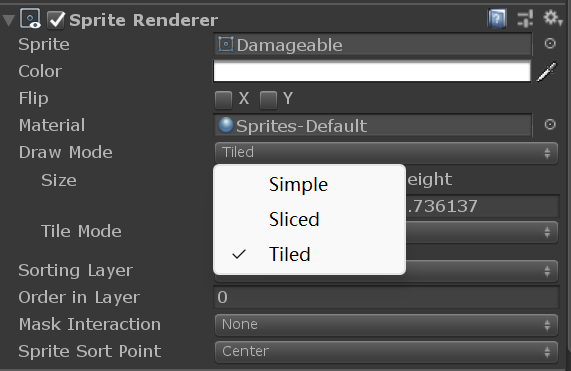 Sprite Renderer
Sprite Damageable
Color
Flip X Y
Material Sprites-Default
Draw Mode Tiled
Size eight
.736137
Simple
Sliced
Tiled
Tile Mode
Sorting Layer
Order in Layer 0
Mask Interaction None
Sprite Sort Point Center